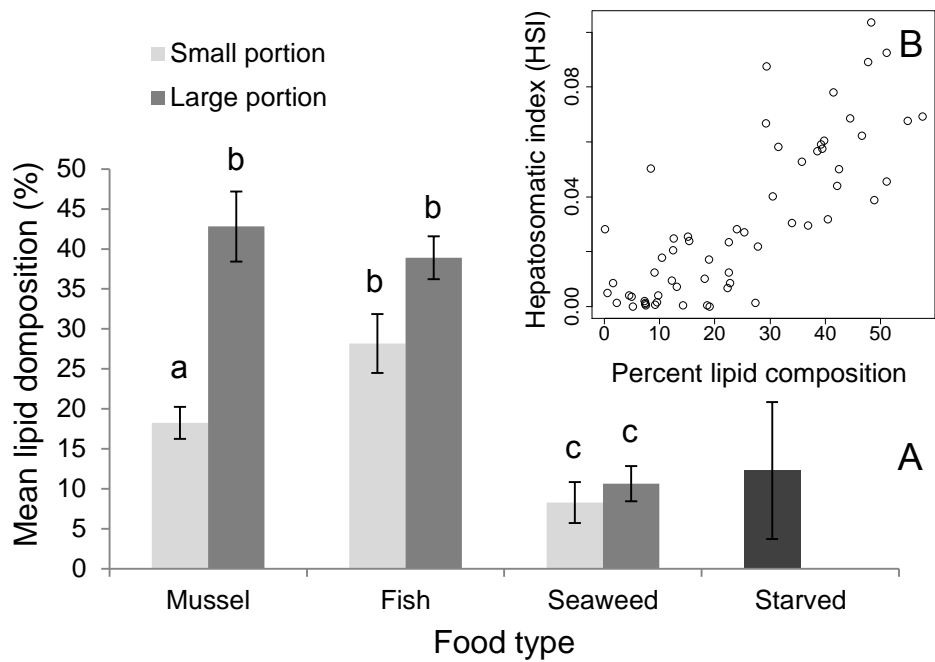 Small portion
Large portion
Mean lipid domposition (%)
50
45
40
35
30
25
20
15
10
5
0
a
b
b
b
c
c
A
Mussel
Fish
Seaweed
Starved
Food type
B
Hepatosomatic index (HSI)
0.08
0.04
0.00
0
10
20
30
40
50
Percent lipid composition